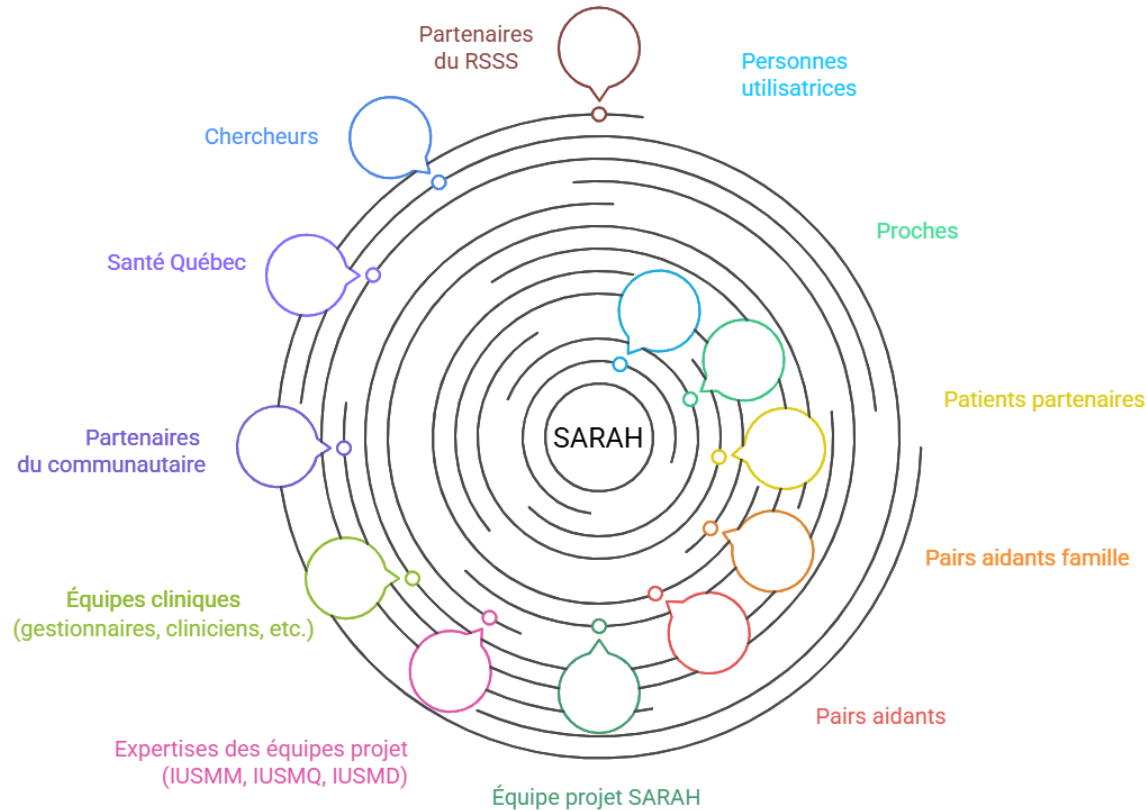 Partenaires
du RSSS
Personnes
utilisatrices
Chercheurs
Proches
Santé Québec
Patients partenaires
SARAH
Partenaires
du communautaire
Pairs aidants famille
Équipes cliniques
(gestionnaires, cliniciens, etc.)
Pairs aidants
Expertises des équipes projet
(IUSMM, IUSMQ, IUSMD)
Équipe projet SARAH